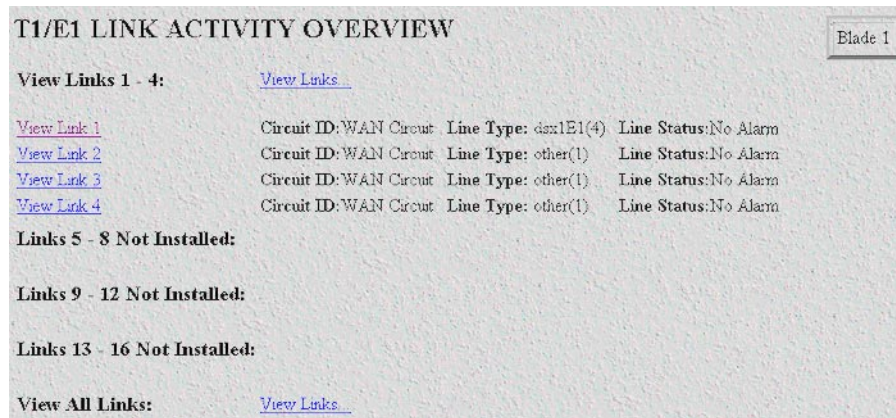 T1/E1 LINK ACTIVITY OVERVIEW
Blade 1
View Links 1 - 4: View Links...
View Link 1 Circuit ID:WAN Circuit Line Type: dsx1E1(4) Line Status:No Alarm
View Link 2 Circuit ID:WAN Circuit Line Type: other(1) Line Status:No Alarm
View Link 3 Circuit ID:WAN Circuit Line Type: other(1) Line Status:No Alarm
View Link 4 Circuit ID:WAN Circuit Line Type: other(1) Line Status:No Alarm
Links 5 - 8 Not Installed:
Links 9 - 12 Not Installed:
Links 13 - 16 Not Installed:
View All Links: View Links...